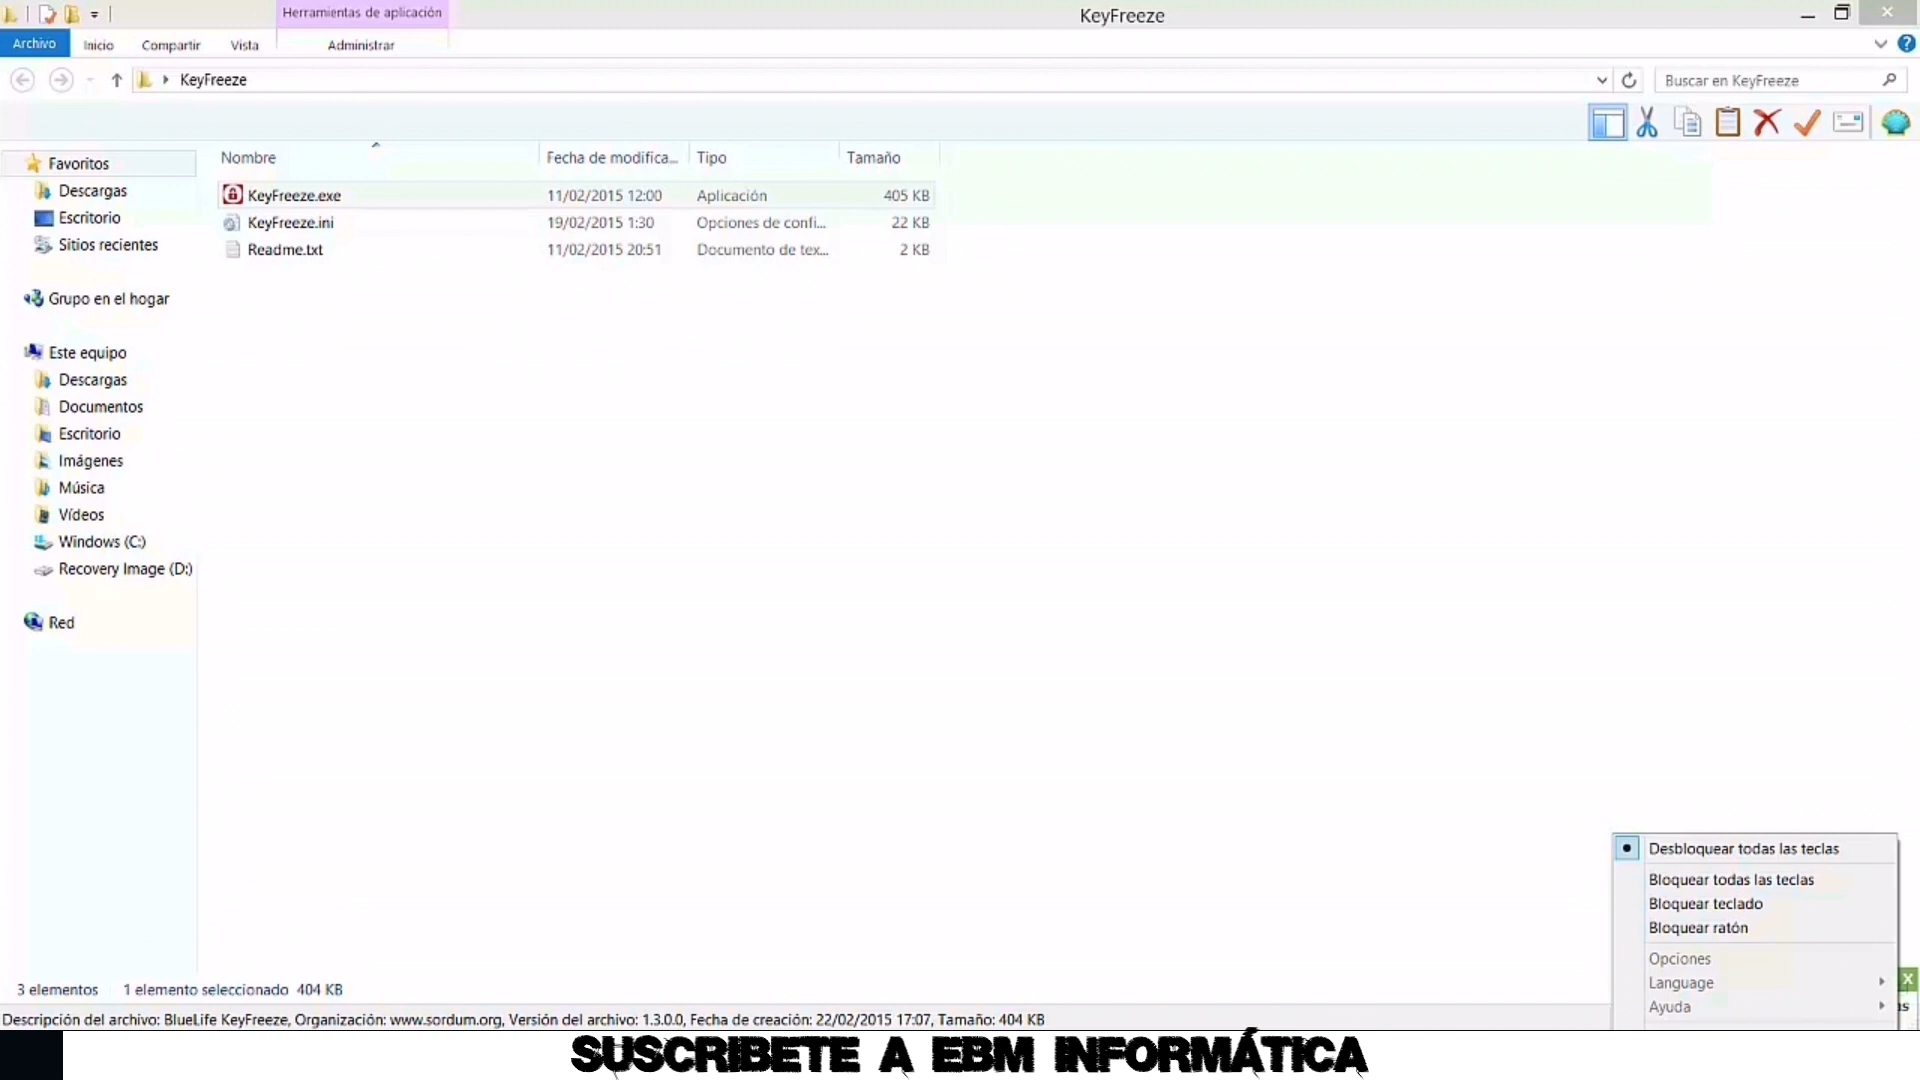 Herramientas de aplicación
KeyFreeze
Archivo
Inicio
Compartir
Vista
Administrar
KeyFreeze
Buscar en KeyFreeze
Nombre
Fecha de modifica...
Tipo
Tamaño
Favoritos
Descargas
Escritorio
Sitios recientes
Grupo en el hogar
Este equipo
Descargas
Documentos
Escritorio
Imágenes
Música
Vídeos
Windows (C:)
Recovery Image (D:)
Red
KeyFreeze.exe 11/02/2015 12:00 Aplicación 405 KB
KeyFreeze.ini 19/02/2015 1:30 Opciones de confi... 22 KB
Readme.txt 11/02/2015 20:51 Documento de tex... 2 KB
Desbloquear todas las teclas
Bloquear todas las teclas
Bloquear teclado
Bloquear ratón
Opciones
Language
Ayuda
3 elementos 1 elemento seleccionado 404 KB
Descripción del archivo: BlueLife KeyFreeze, Organización: www.sordum.org, Versión del archivo: 1.3.0.0, Fecha de creación: 22/02/2015 17:07, Tamaño: 404 KB
SUSCRIBETE A EBM INFORMÁTICA